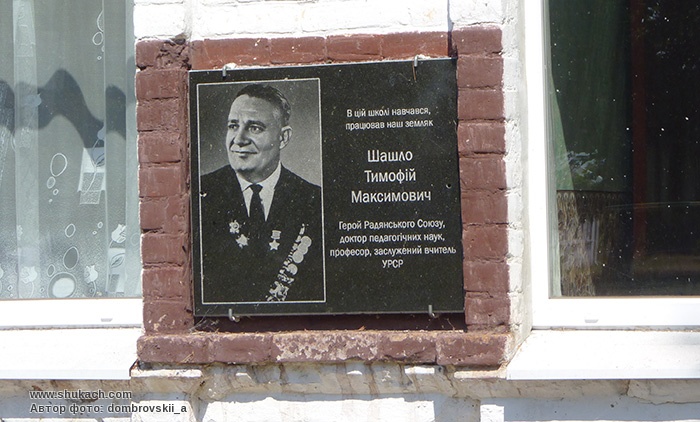 В цій школі навчався,
працював наш земляк
Шашло
Тимофій
Максимович
Герой Радянського Союзу,
доктор педагогічних наук,
професор, заслужений вчитель
УРСР
www.shukach.com
Автор фото: dombrovskii_a